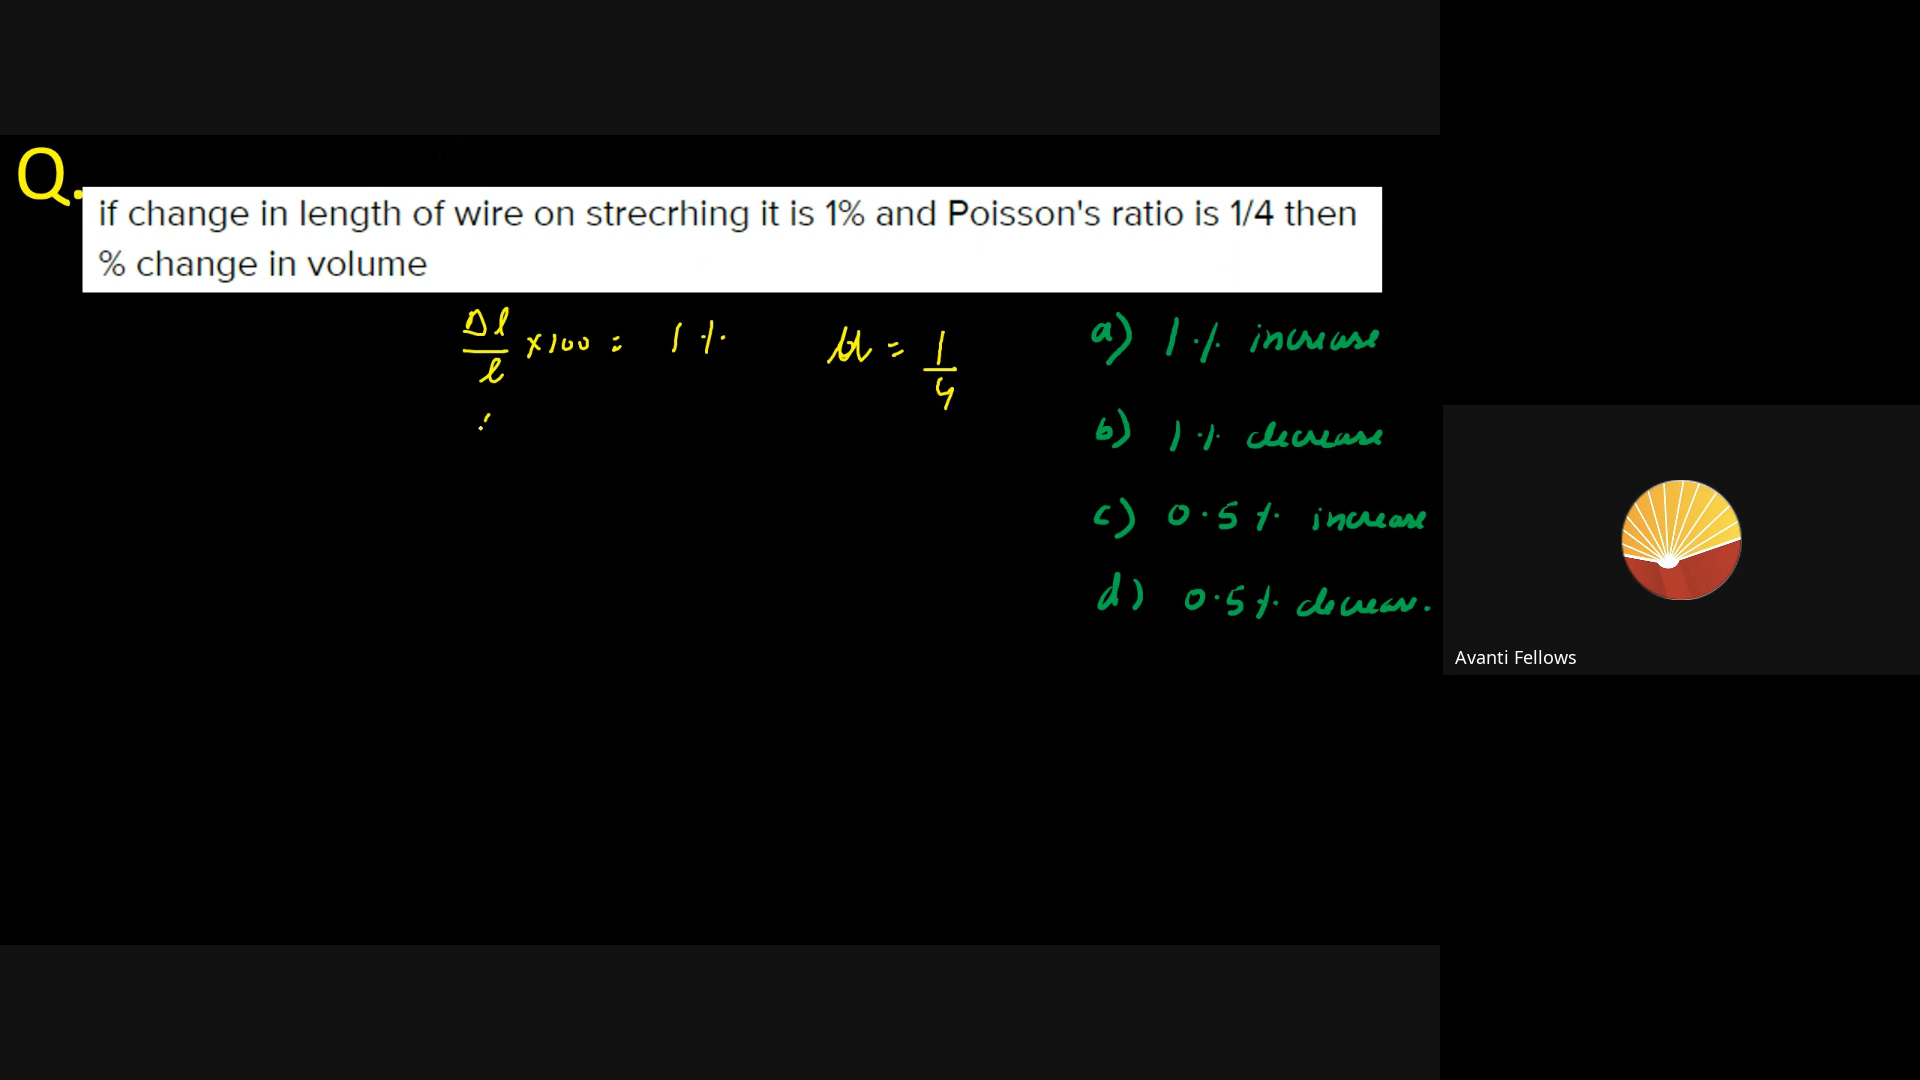 Q.
if change in length of wire on strecrhing it is 1% and Poisson's ratio is 1/4 then
% change in volume
Δl/l ×100 = 1 % μ = 1/4
a) 1 % increase
b) 1 % decrease
c) 0.5 % increase
d) 0.5 % decreas.
Avanti Fellows